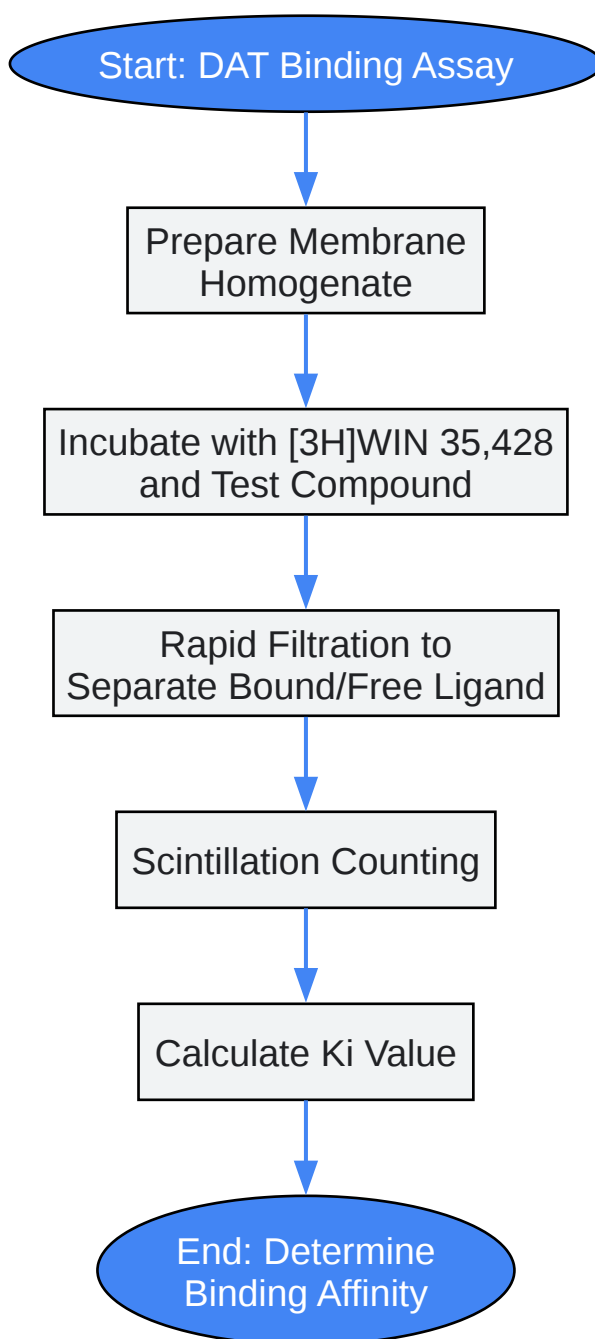 Start: DAT Binding Assay
Prepare Membrane
Homogenate
Incubate with [3H]WIN 35,428
and Test Compound
Rapid Filtration to
Separate Bound/Free Ligand
Scintillation Counting
Calculate Ki Value
End: Determine
Binding Affinity